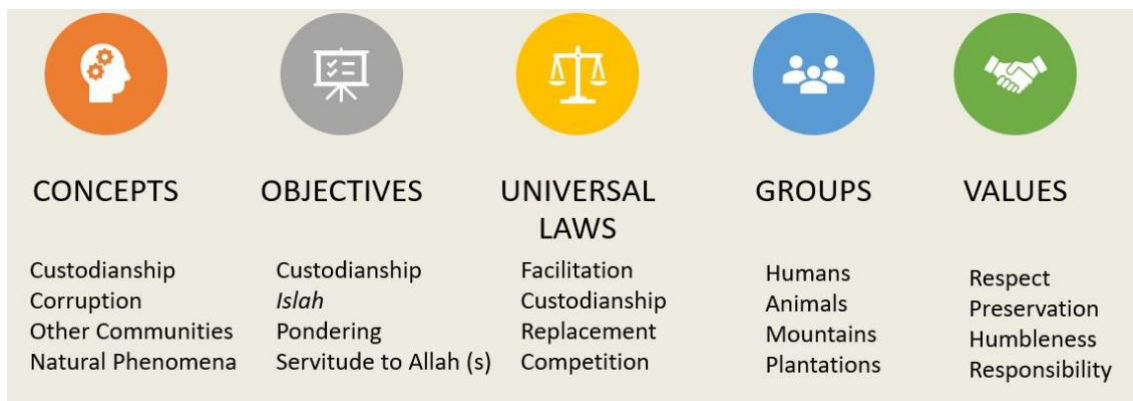 CONCEPTS
Custodianship
Corruption
Other Communities
Natural Phenomena
OBJECTIVES
Custodianship
Islah
Pondering
Servitude to Allah (s)
UNIVERSAL
LAWS
Facilitation
Custodianship
Replacement
Competition
GROUPS
Humans
Animals
Mountains
Plantations
VALUES
Respect
Preservation
Humbleness
Responsibility